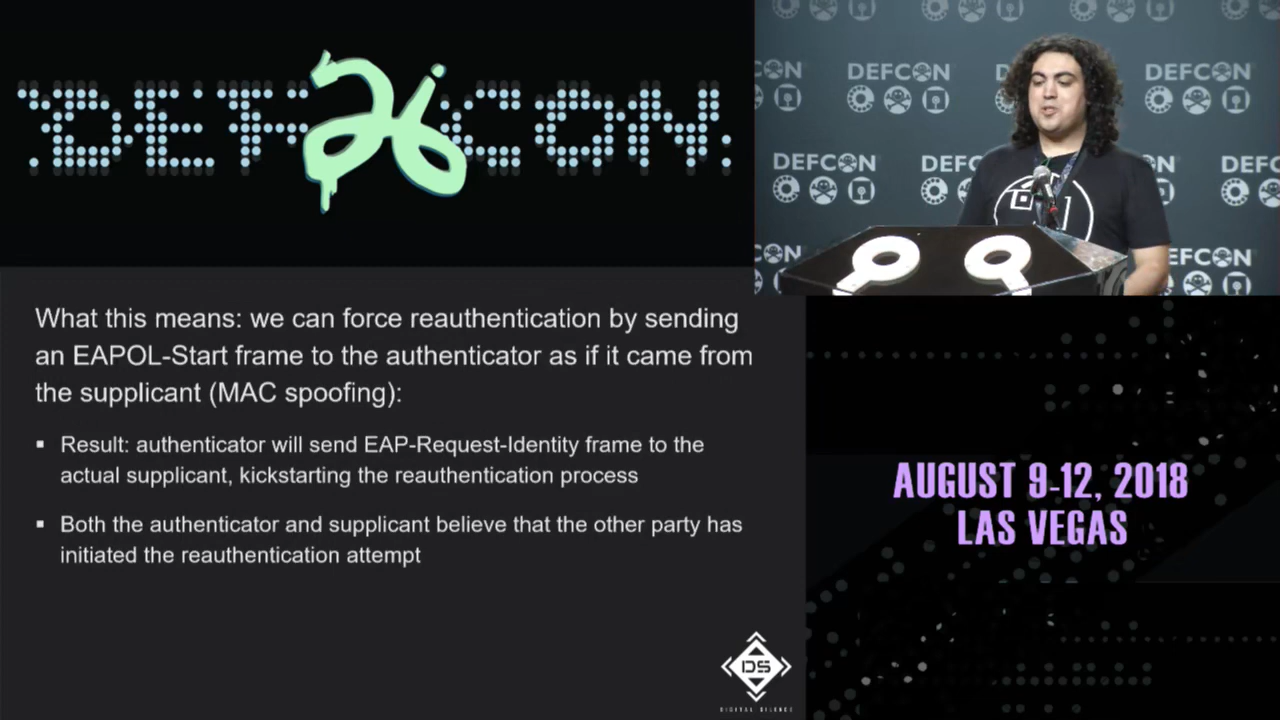 DEFCON
26
DEFCON
DEFCON
DEFCON
DEFCON
DEFCON
What this means: we can force reauthentication by sending
an EAPOL-Start frame to the authenticator as if it came from
the supplicant (MAC spoofing):
▪ Result: authenticator will send EAP-Request-Identity frame to the
actual supplicant, kickstarting the reauthentication process
▪ Both the authenticator and supplicant believe that the other party has
initiated the reauthentication attempt
AUGUST 9-12, 2018
LAS VEGAS
DS
DIGITAL SILENCE